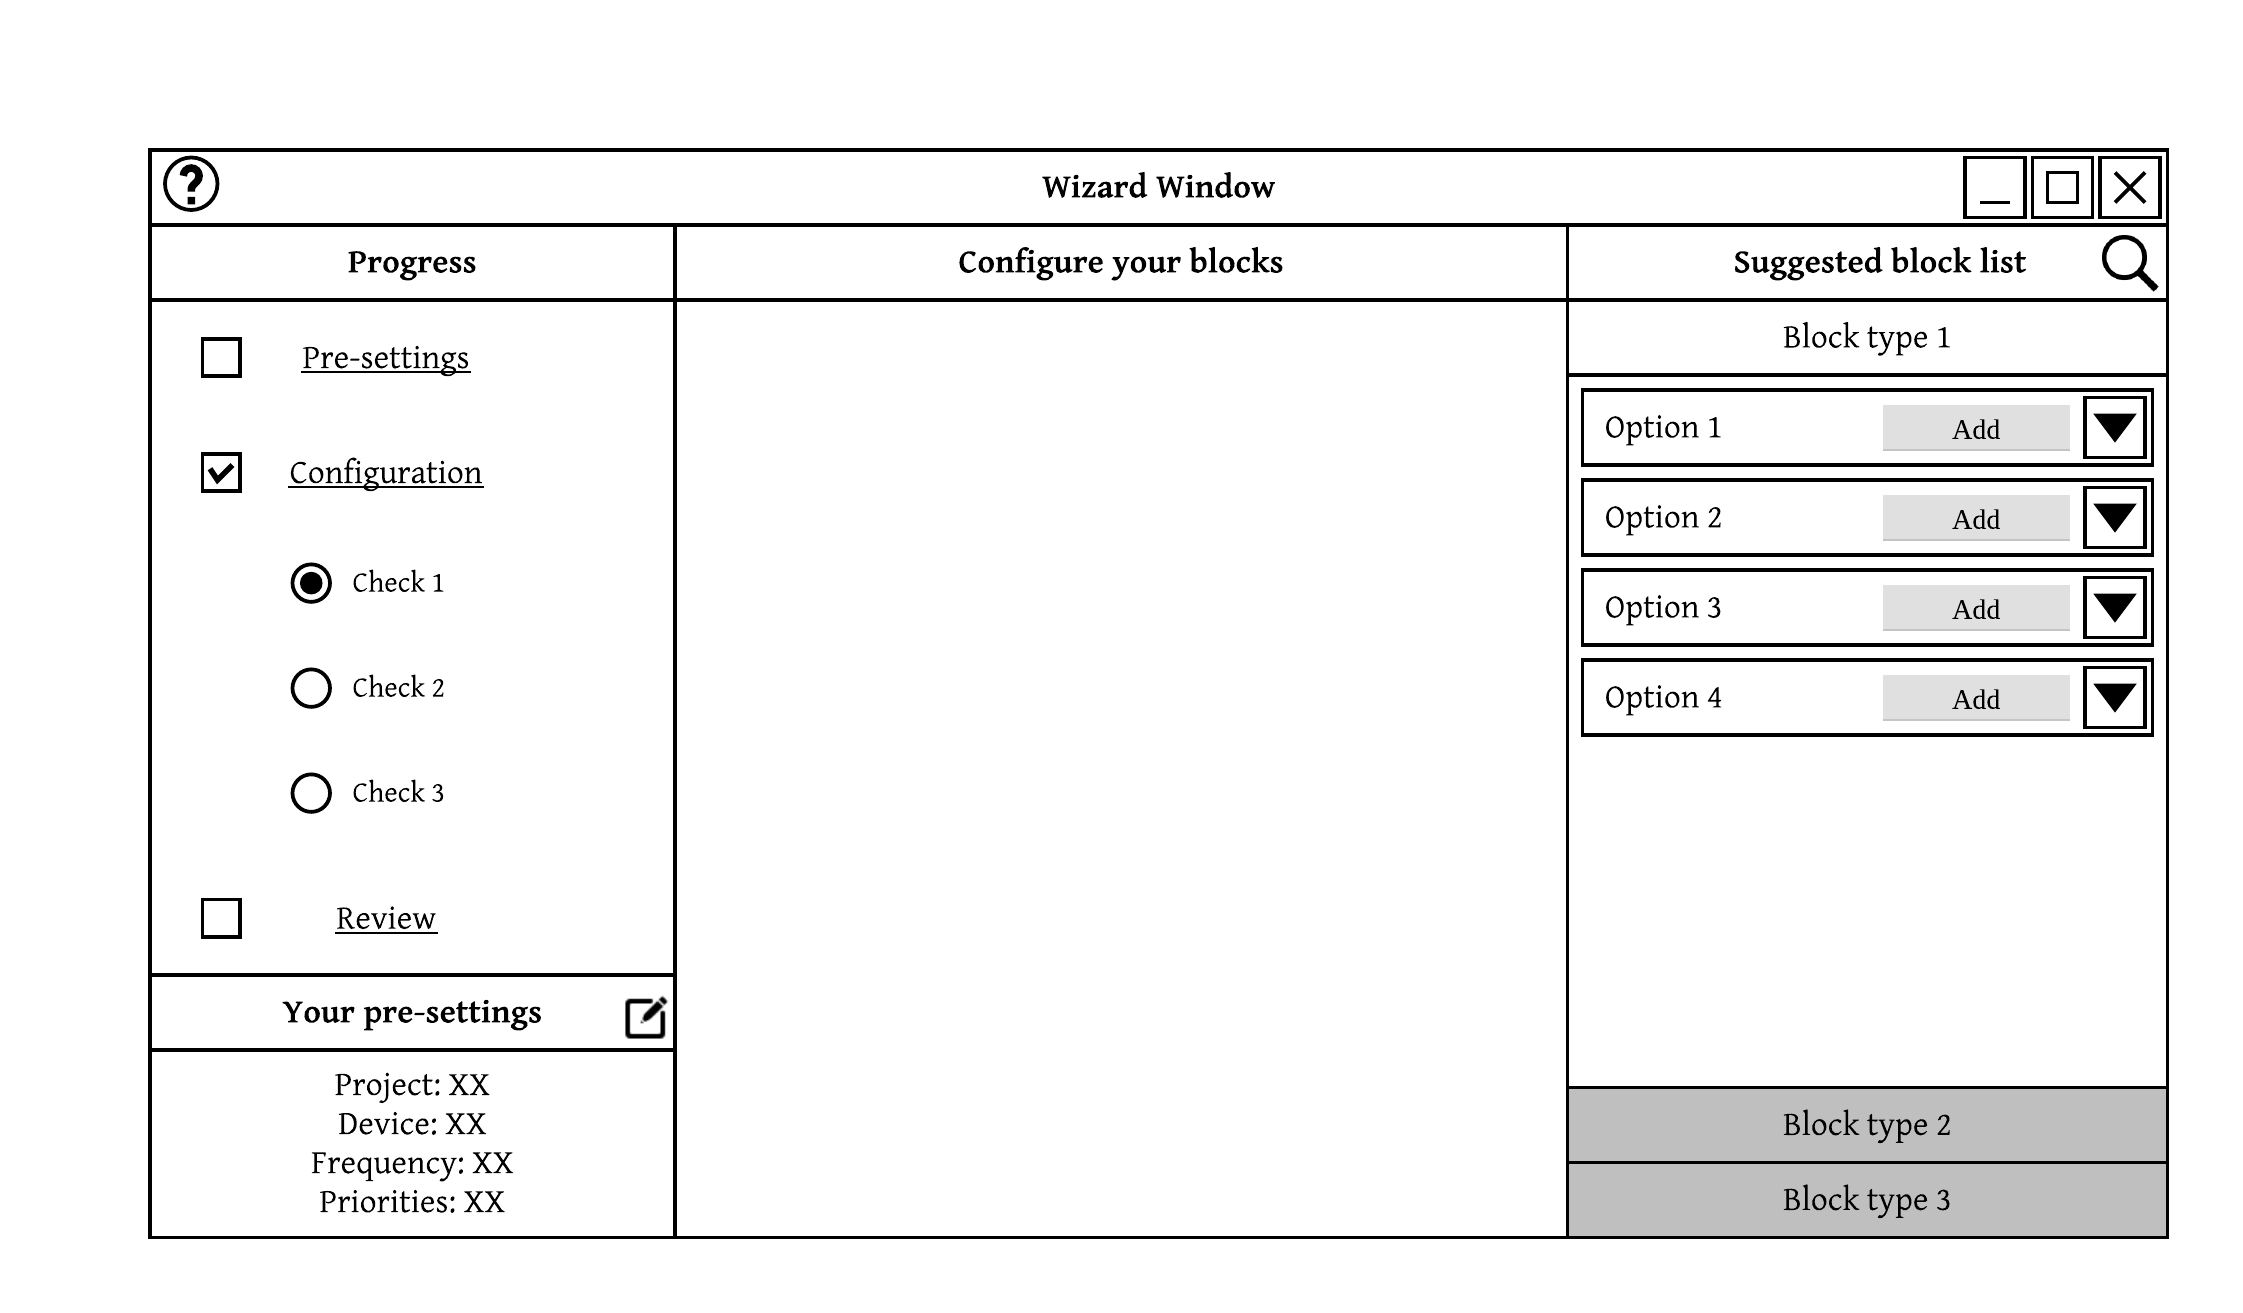 Wizard Window
Progress
Configure your blocks
Suggested block list
Pre-settings
Configuration
Check 1
Check 2
Check 3
Review
Your pre-settings
Project: XX
Device: XX
Frequency: XX
Priorities: XX
Block type 1
Option 1 Add
Option 2 Add
Option 3 Add
Option 4 Add
Block type 2
Block type 3